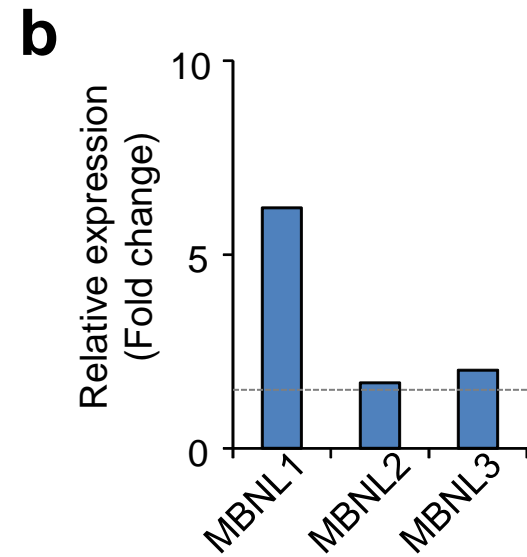 b
Relative expression
(Fold change)
10
5
0
MBNL1
MBNL2
MBNL3